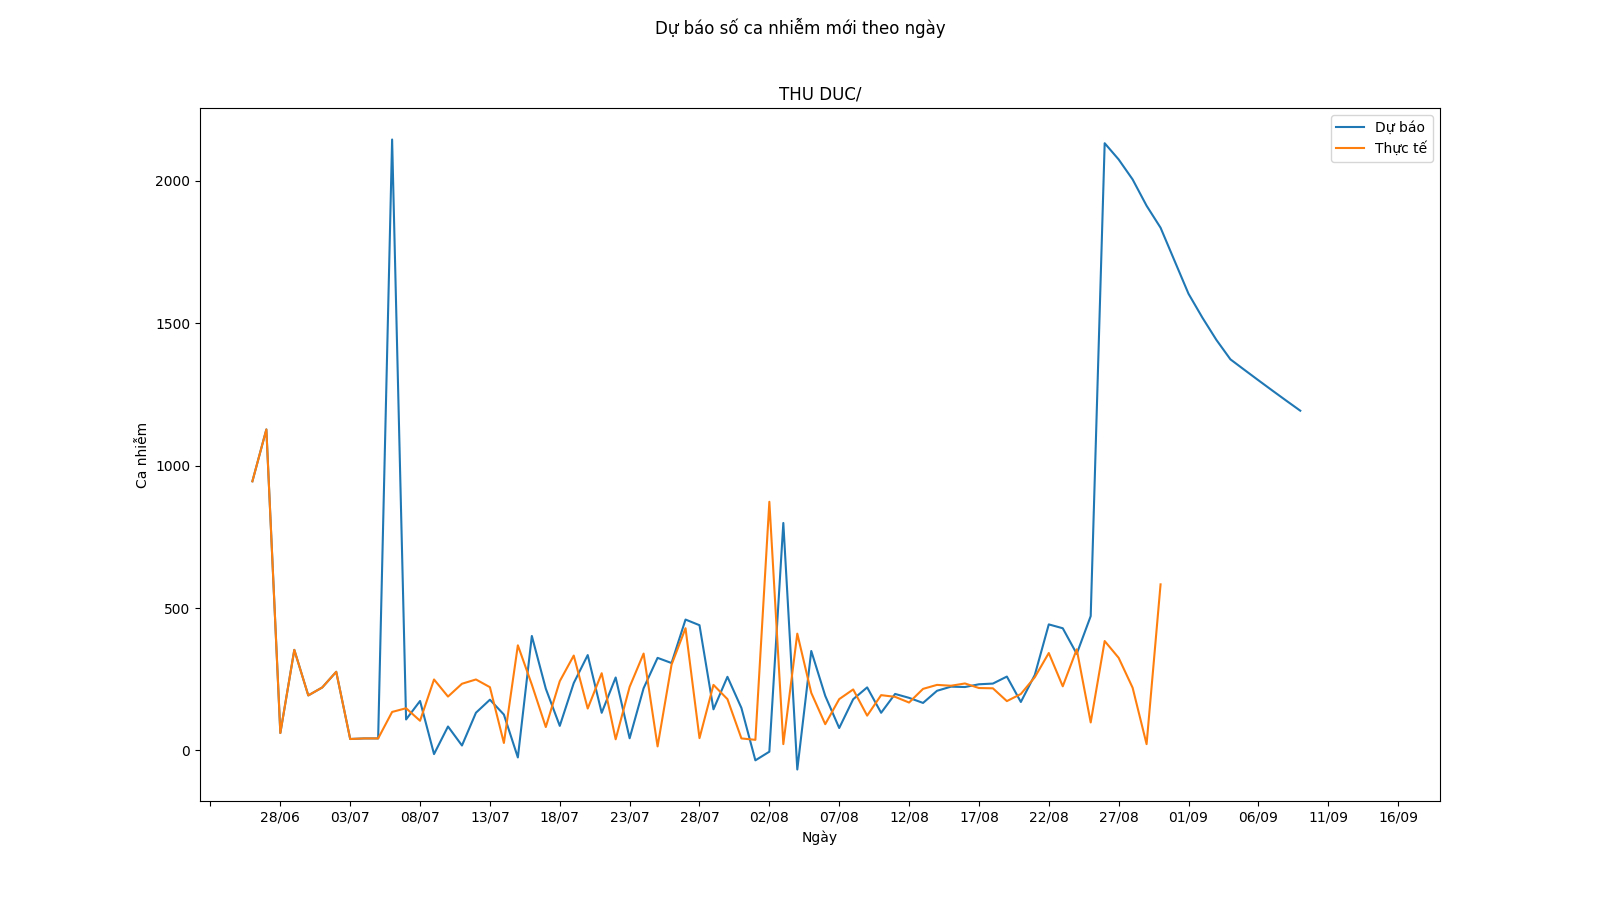 Dự báo số ca nhiễm mới theo ngày
THU DUC/
Dự báo
Thực tế
2000
1500
1000
500
0
Ca nhiễm
28/06 03/07 08/07 13/07 18/07 23/07 28/07 02/08 07/08 12/08 17/08 22/08 27/08 01/09 06/09 11/09 16/09
Ngày